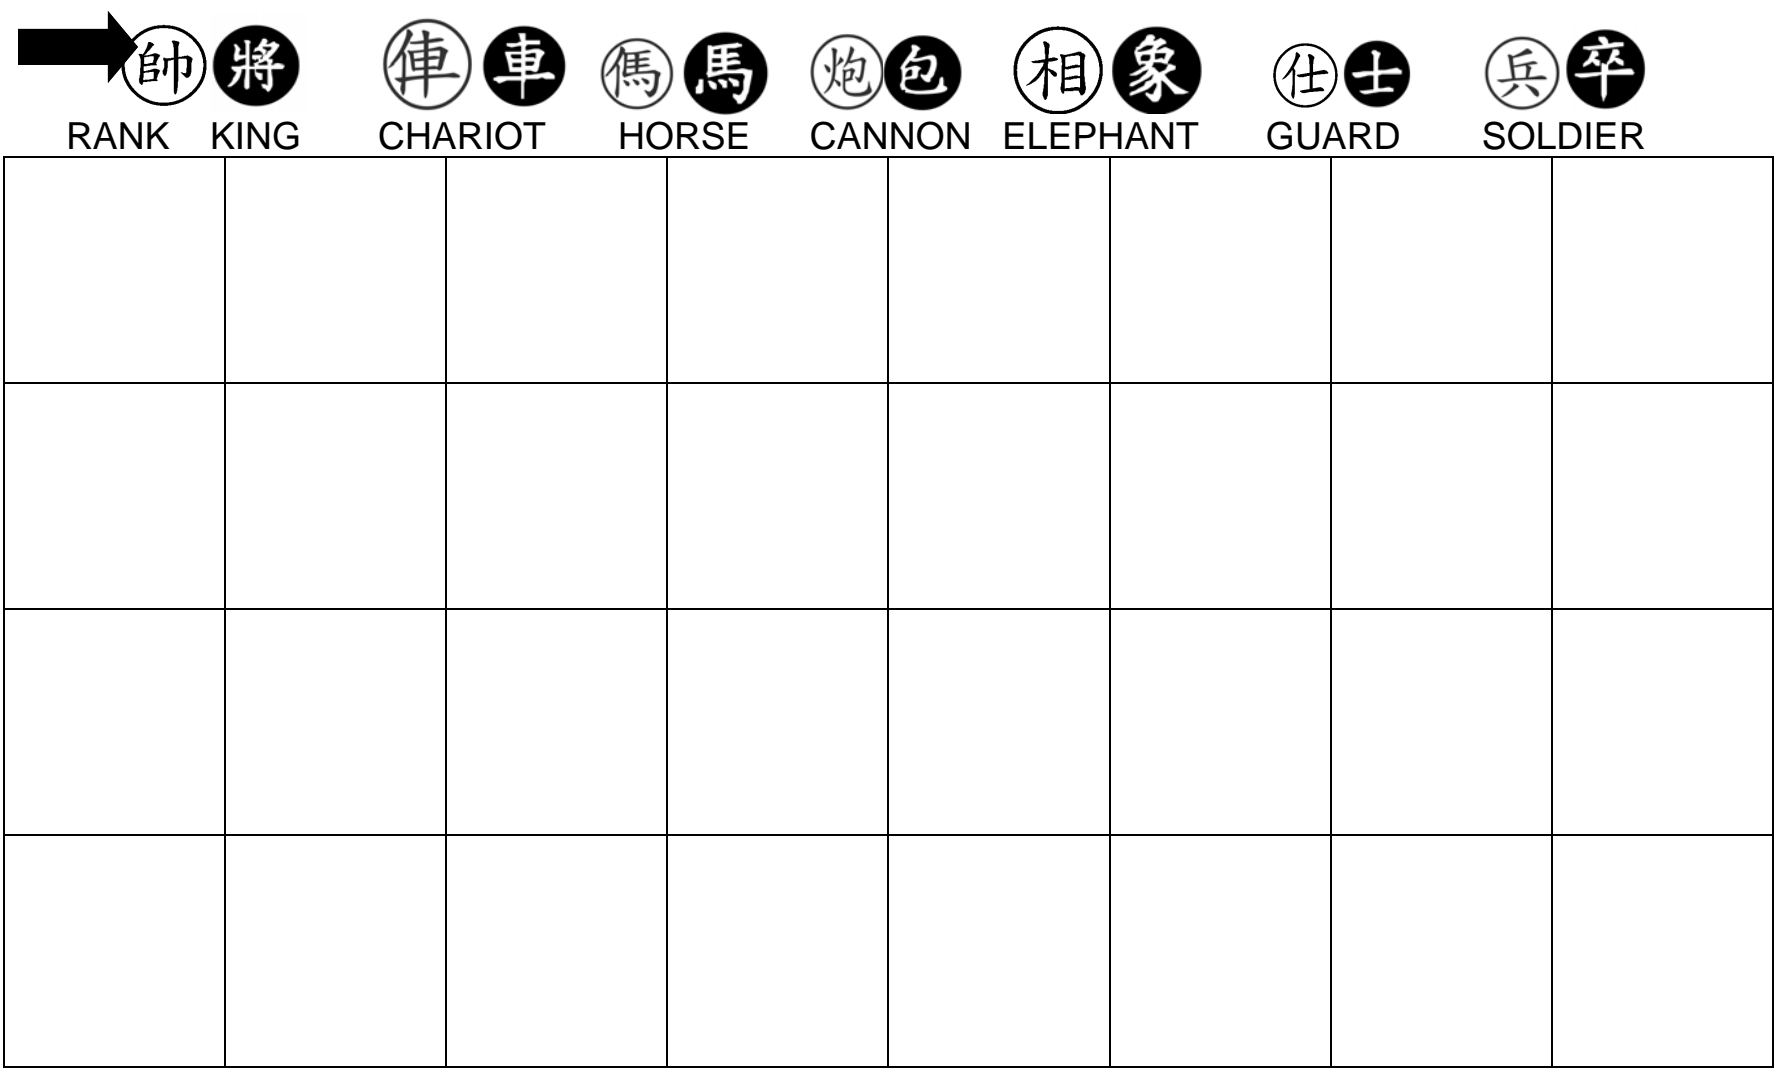 帥 將 俥 車 傌 馬 炮 包 相 象 仕 士 兵 卒
RANK KING CHARIOT HORSE CANNON ELEPHANT GUARD SOLDIER